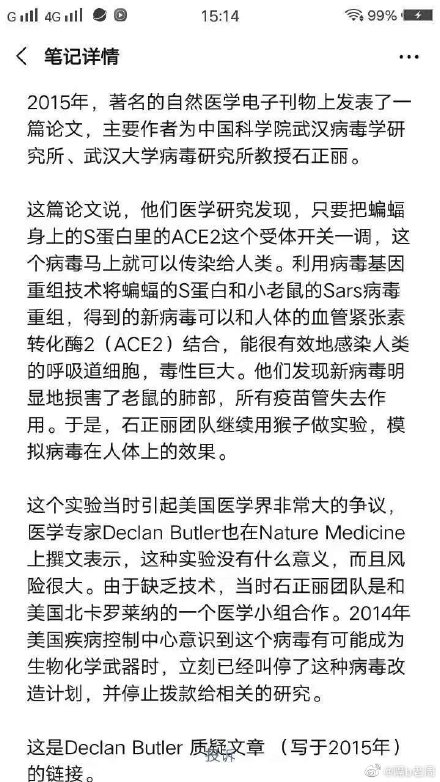 G 4G 15:14 99%
笔记详情
2015年，著名的自然医学电子刊物上发表了一
篇论文，主要作者为中国科学院武汉病毒学研
究所、武汉大学病毒研究所教授石正丽。
这篇论文说，他们医学研究发现，只要把蝙蝠
身上的S蛋白里的ACE2这个受体开关一调，这
个病毒马上就可以传染给人类。利用病毒基因
重组技术将蝙蝠的S蛋白和小老鼠的Sars病毒
重组，得到的新病毒可以和人体的血管紧张素
转化酶2（ACE2）结合，能很有效地感染人类
的呼吸道细胞，毒性巨大。他们发现新病毒明
显地损害了老鼠的肺部，所有疫苗管失去作
用。于是，石正丽团队继续用猴子做实验，模
拟病毒在人体上的效果。
这个实验当时引起美国医学界非常大的争议，
医学专家Declan Butler也在Nature Medicine
上撰文表示，这种实验没有什么意义，而且风
险很大。由于缺乏技术，当时石正丽团队是和
美国北卡罗莱纳的一个医学小组合作。2014年
美国疾病控制中心意识到这个病毒有可能成为
生物化学武器时，立刻已经叫停了这种病毒改
造计划，并停止拨款给相关的研究。
这是Declan Butler 质疑文章 （写于2015年）
投诉
的链接。